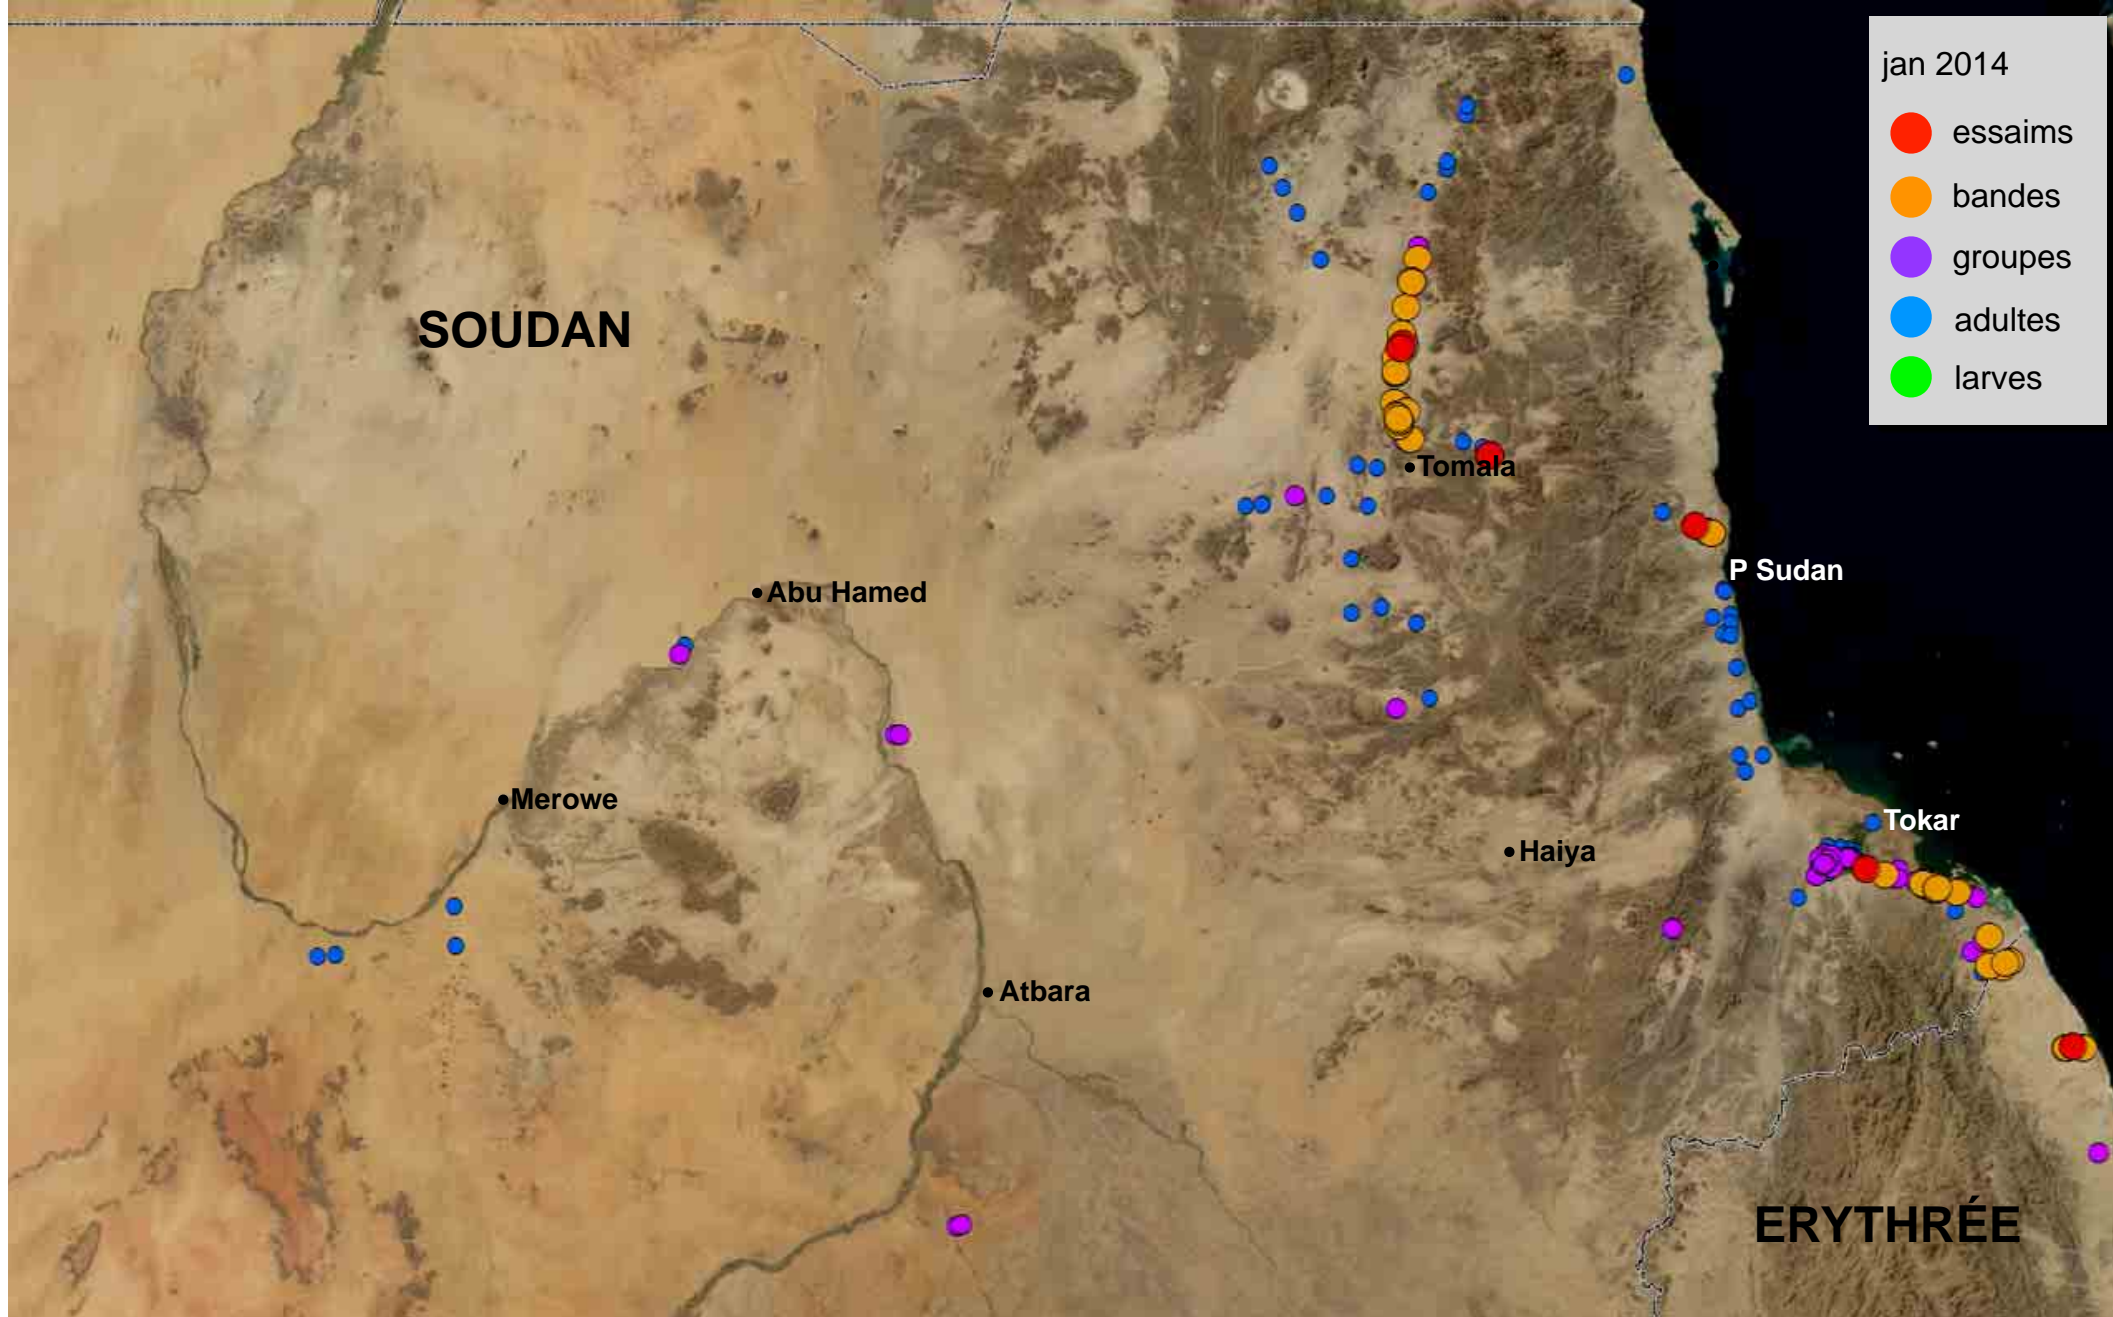 jan 2014
essaims
bandes
groupes
adultes
larves
SOUDAN
Tomala
P Sudan
Abu Hamed
Merowe
Tokar
Haiya
Atbara
ERYTHRÉE